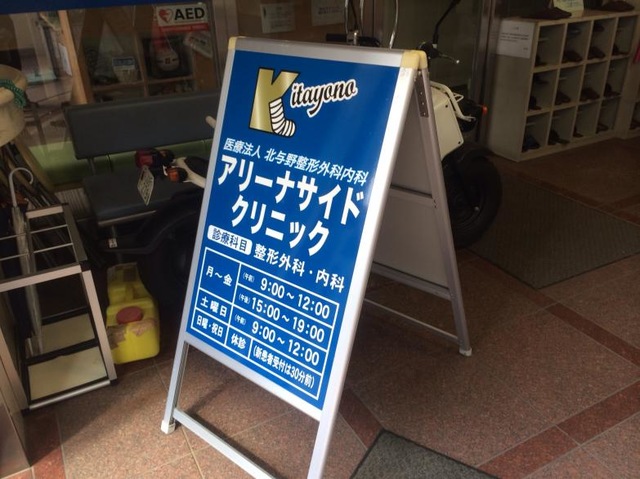 AED
Kitayono
医療法人 北与野整形外科内科
アリーナサイド
クリニック
診療科目 整形外科・内科
月〜金 (午前) 9:00〜12:00
(午後) 15:00〜19:00
土曜日 (午前) 9:00〜12:00
日曜・祝日 休診 (新患者受付は30分前)